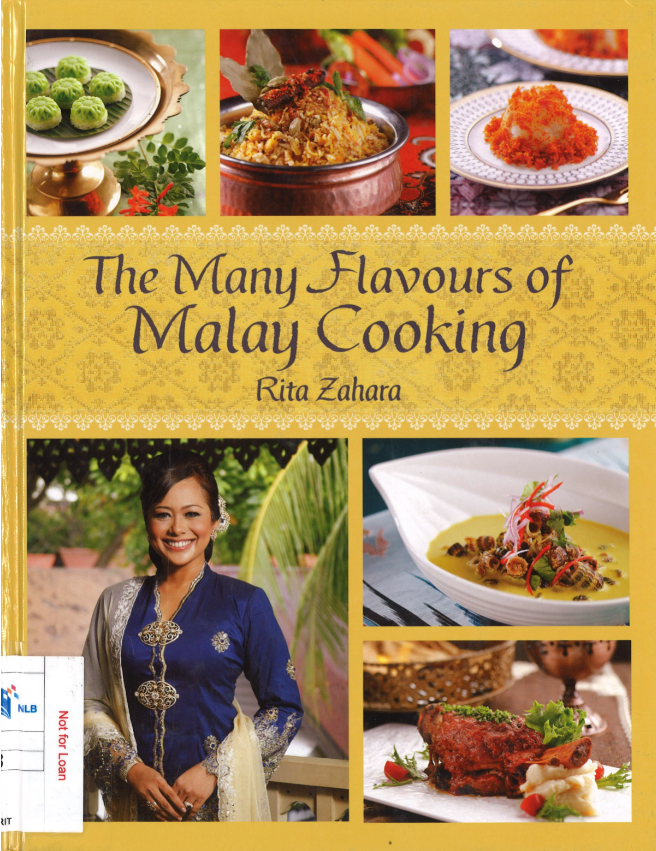 The Many Flavours of
Malay Cooking
Rita Zahara
NLB
Not for Loan
RIT